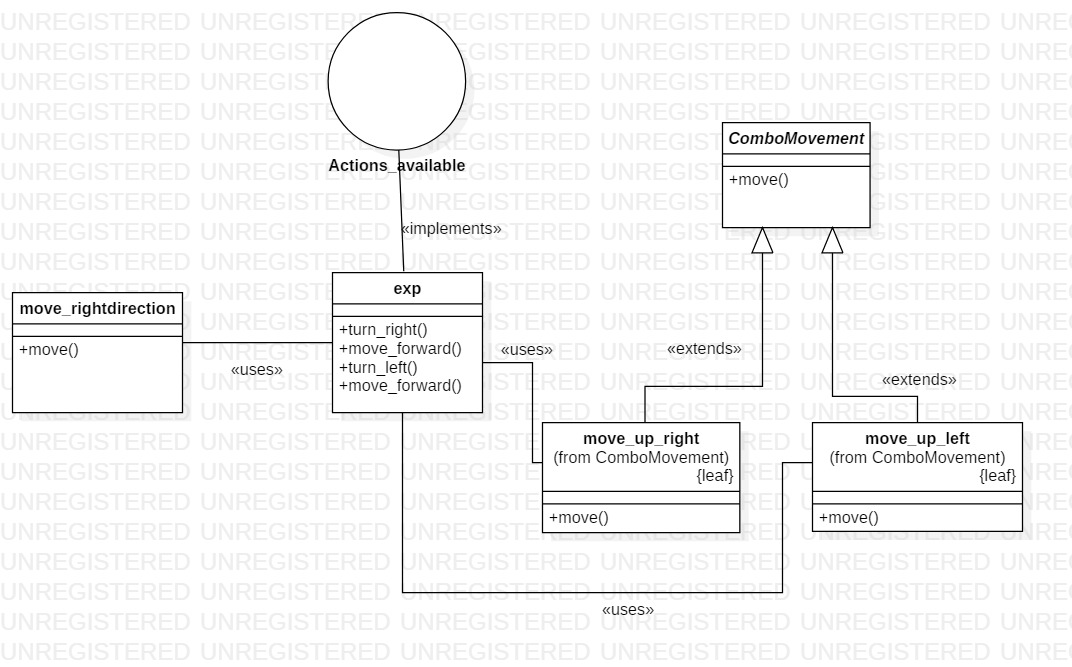 Actions_available
«implements»
ComboMovement
+move()
move_rightdirection
+move()
«uses»
exp
+turn_right()
+move_forward()
+turn_left()
+move_forward()
«uses»
«extends»
«extends»
move_up_right
(from ComboMovement)
{leaf}
+move()
move_up_left
(from ComboMovement)
{leaf}
+move()
«uses»
UNREGISTERED